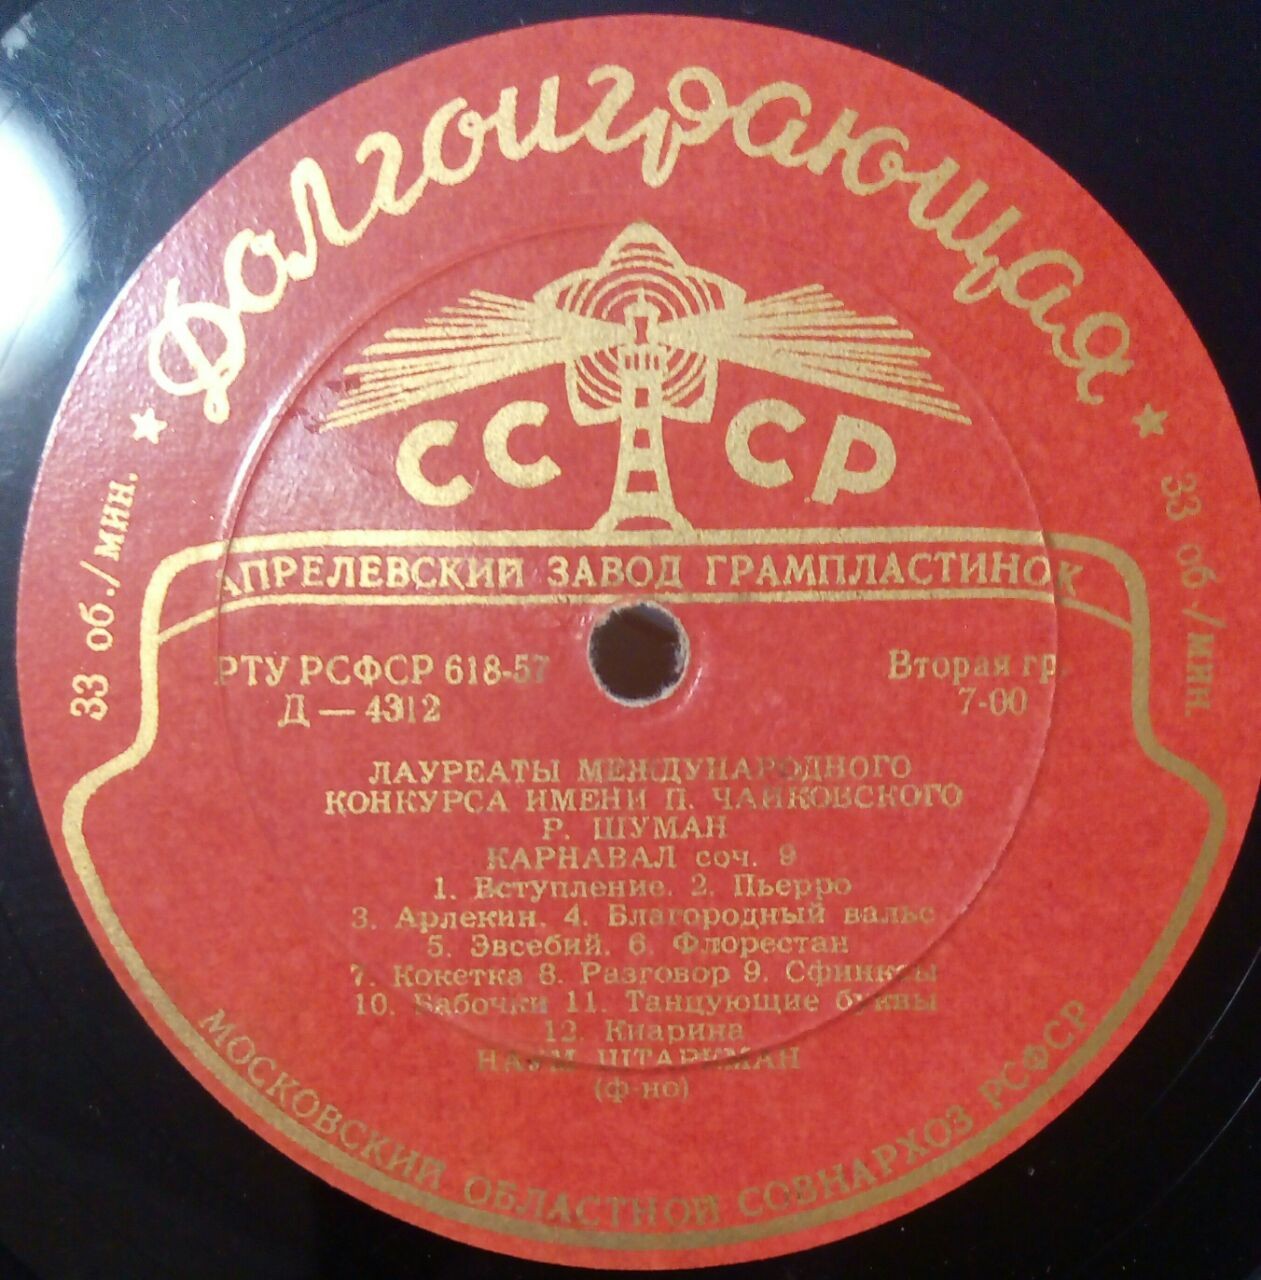 Долгоиграющая
СССР
33 об./мин.
33 об/мин.
АПРЕЛЕВСКИЙ ЗАВОД ГРАМПЛАСТИНОК
РТУ РСФСР 618-57
Вторая гр.
Д — 4312
7-00
ЛАУРЕАТЫ МЕЖДУНАРОДНОГО
КОНКУРСА ИМЕНИ П. ЧАЙКОВСКОГО
Р. ШУМАН
КАРНАВАЛ соч. 9
1. Вступление. 2. Пьерро
3. Арлекин. 4. Благородный вальс
5. Эвсебий. 6. Флорестан
7. Кокетка 8. Разговор 9. Сфинксы
10. Бабочки 11. Танцующие буквы
12. Киарина
НАУМ ШТАРКМАН
(ф-но)
МОСКОВСКИЙ ОБЛАСТНОЙ СОВНАРХОЗ РСФСР